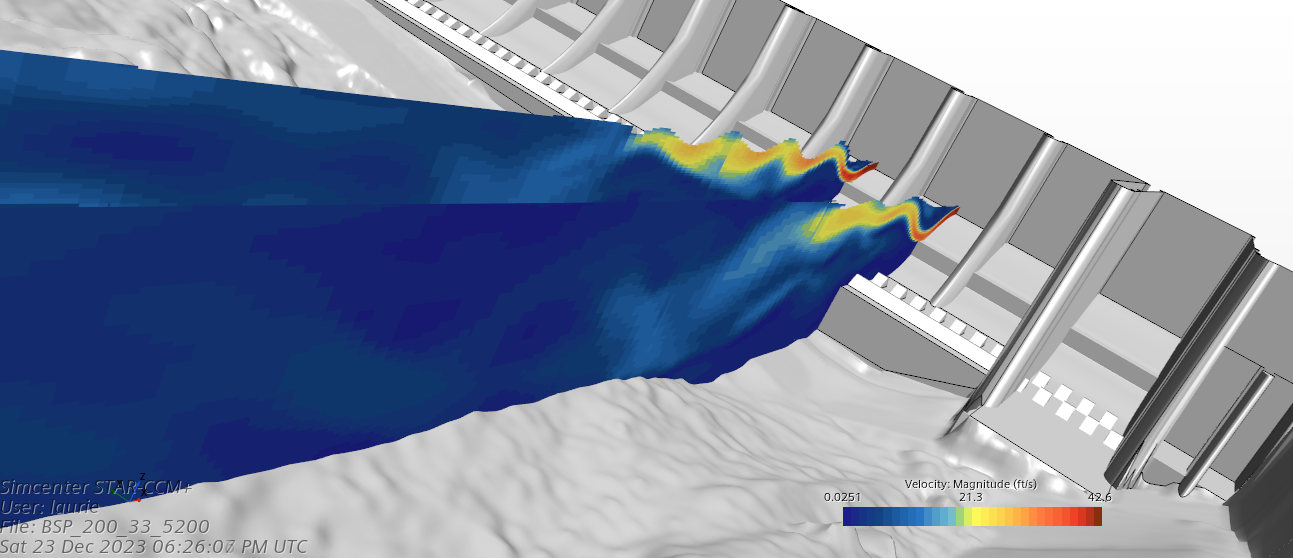 Z
Simcenter STAR-CCM+
User: laurie
File: BSP_200_33_5200
Sat 23 Dec 2023 06:26:07 PM UTC
Velocity: Magnitude (ft/s)
0.0251 21.3 42.6